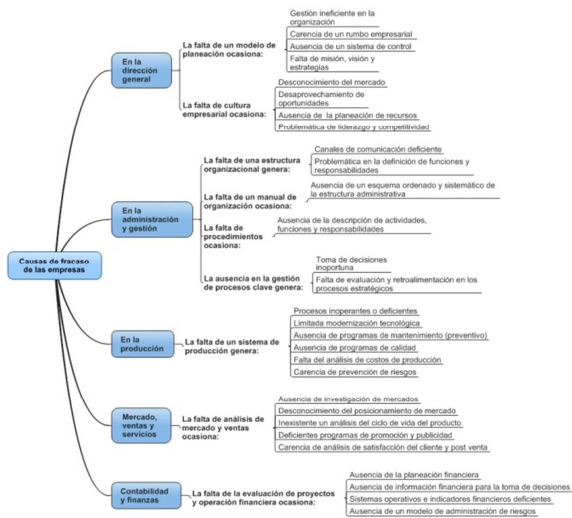 Causas de fracaso
de las empresas
En la
dirección
general
La falta de un modelo de
planeación ocasiona:
Gestión ineficiente en la
organización
Carencia de un rumbo empresarial
Ausencia de un sistema de control
Falta de misión, visión y
estrategias
La falta de cultura
empresarial ocasiona:
Desconocimiento del mercado
Desaprovechamiento de
oportunidades
Ausencia de la planeación de recursos
Problemática de liderazgo y competitividad
En la
administración
y gestión
La falta de una estructura
organizacional genera:
Canales de comunicación deficiente
Problemática en la definición de funciones y
responsabilidades
La falta de un manual de
organización ocasiona:
Ausencia de un esquema ordenado y sistemático de
la estructura administrativa
La falta de
procedimientos
ocasiona:
Ausencia de la descripción de actividades,
funciones y responsabilidades
La ausencia en la gestión
de procesos clave genera:
Toma de decisiones
inoportuna
Falta de evaluación y retroalimentación en los
procesos estratégicos
En la
producción
La falta de un sistema de
producción genera:
Procesos inoperantes o deficientes
Limitada modernización tecnológica
Ausencia de programas de mantenimiento (preventivo)
Ausencia de programas de calidad
Falta del análisis de costos de producción
Carencia de prevención de riesgos
Mercado,
ventas y
servicios
La falta de análisis de
mercado y ventas
ocasiona:
Ausencia de investigación de mercados
Desconocimiento del posicionamiento de mercado
Inexistente un análisis del ciclo de vida del producto
Deficientes programas de promoción y publicidad
Carencia de análisis de satisfacción del cliente y post venta
Contabilidad
y finanzas
La falta de la evaluación de proyectos
y operación financiera ocasiona:
Ausencia de la planeación financiera
Ausencia de información financiera para la toma de decisiones
Sistemas operativos e indicadores financieros deficientes
Ausencia de un modelo de administración de riesgos